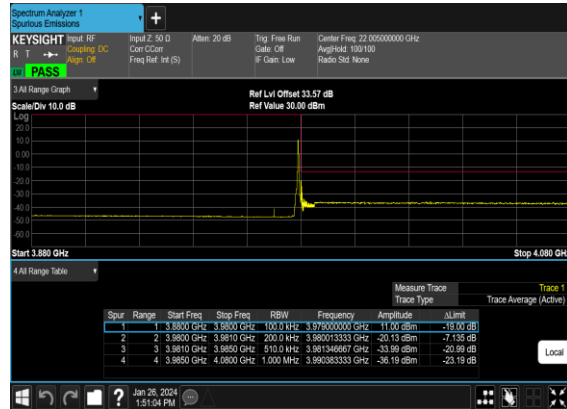 Spectrum Analyzer 1
Spurious Emissions
+
KEYSIGHT Input: RF Input Z: 50 Ω Atten: 20 dB Trig: Free Run Center Freq: 22.005000000 GHz
R T Coupling: DC Corr CCorr Gate: Off Avg|Hold: 100/100
Align: Off Freq Ref: Int (S) IF Gain: Low Radio Std: None
LW PASS
3 All Range Graph
Ref Lvl Offset 33.57 dB
Scale/Div 10.0 dB Ref Value 30.00 dBm
Log
20.0
10.0
0.00
-10.0
-20.0
-30.0
-40.0
-50.0
-60.0
Start 3.880 GHz Stop 4.080 GHz
4 All Range Table
Measure Trace Trace 1
Trace Type Trace Average (Active)
Spur Range Start Freq Stop Freq RBW Frequency Amplitude ΔLimit
1 1 3.8800 GHz 3.9800 GHz 100.0 kHz 3.979000000 GHz 11.00 dBm -19.00 dB
2 2 3.9800 GHz 3.9810 GHz 200.0 kHz 3.980013333 GHz -20.13 dBm -7.135 dB
3 3 3.9810 GHz 3.9850 GHz 510.0 kHz 3.981346667 GHz -33.99 dBm -20.99 dB
4 4 3.9850 GHz 4.0800 GHz 1.000 MHz 3.990383333 GHz -36.19 dBm -23.19 dB
Local
? Jan 26, 2024
1:51:04 PM